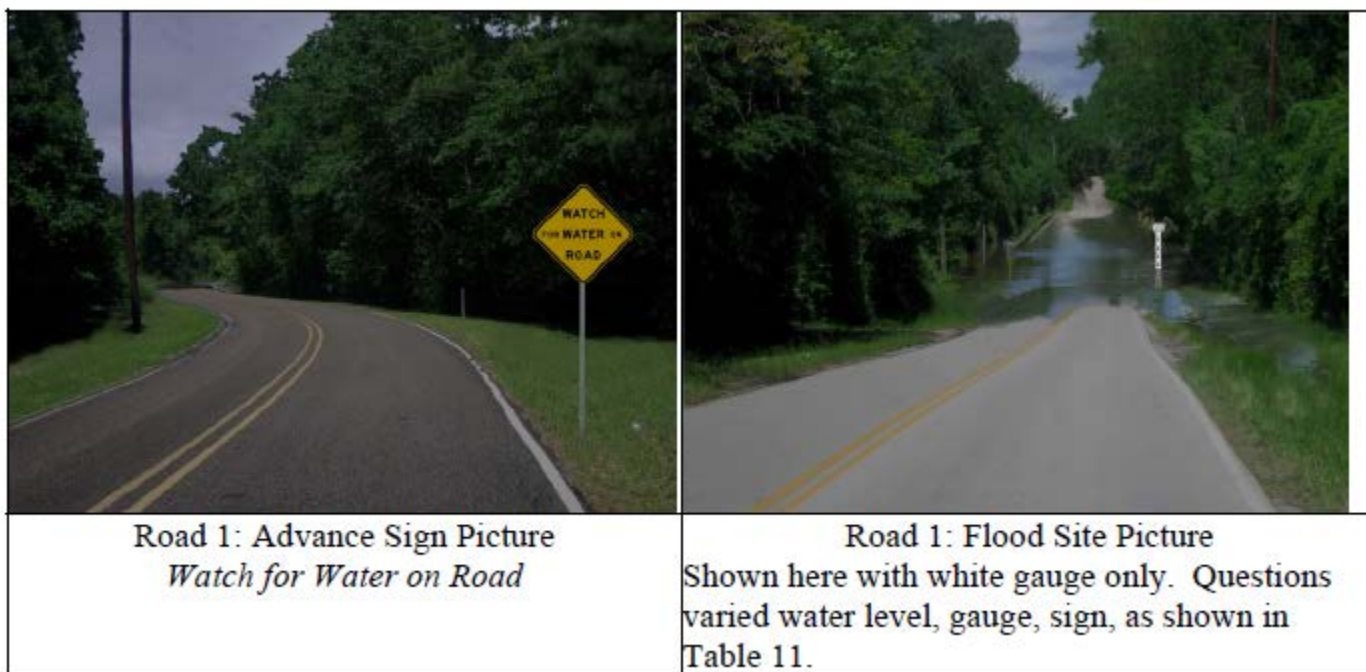 WATCH
FOR WATER ON
ROAD
Road 1: Advance Sign Picture
Watch for Water on Road
Road 1: Flood Site Picture
Shown here with white gauge only.  Questions
varied water level, gauge, sign, as shown in
Table 11.